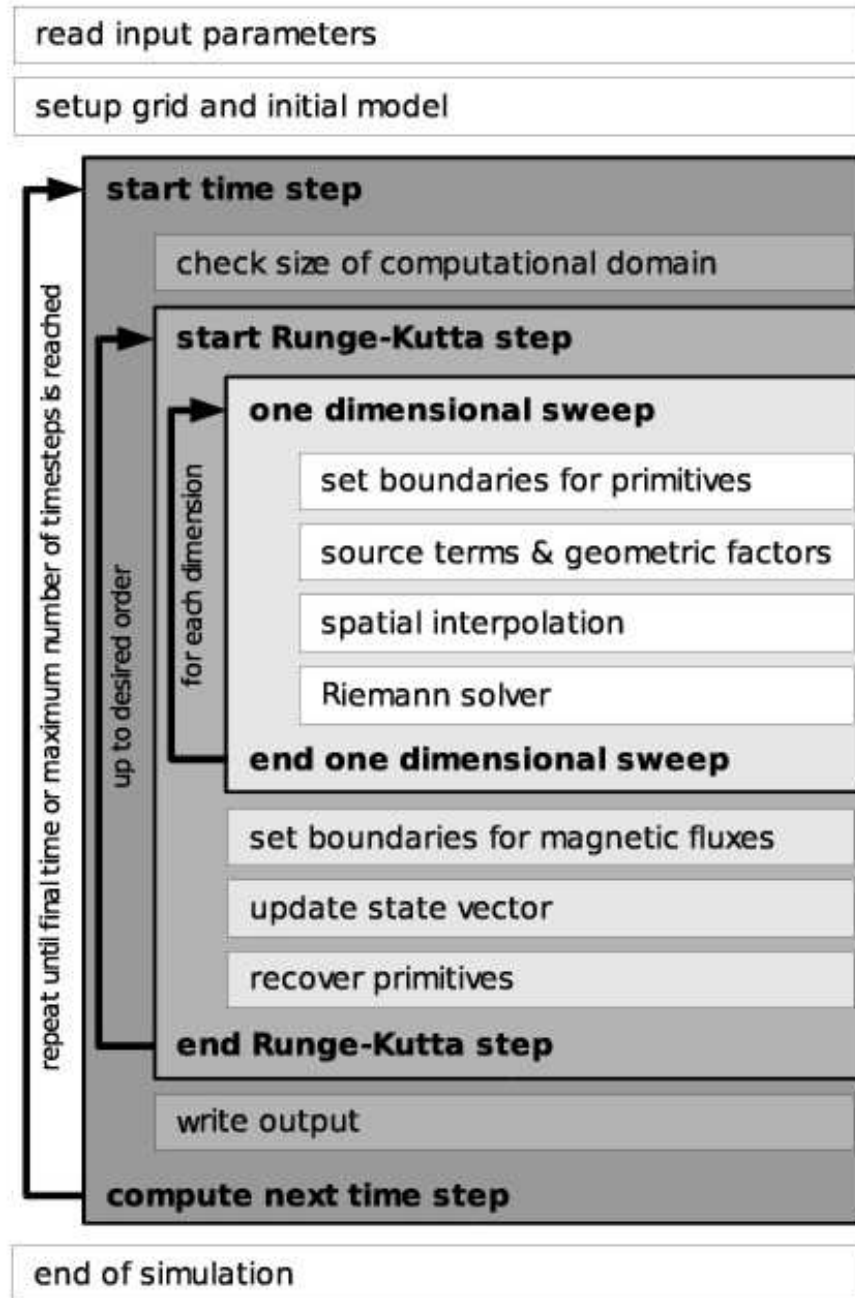 read input parameters
setup grid and initial model
start time step
check size of computational domain
start Runge-Kutta step
one dimensional sweep
set boundaries for primitives
source terms & geometric factors
spatial interpolation
Riemann solver
end one dimensional sweep
set boundaries for magnetic fluxes
update state vector
recover primitives
end Runge-Kutta step
write output
compute next time step
end of simulation
repeat until final time or maximum number of timesteps is reached
up to desired order
for each dimension